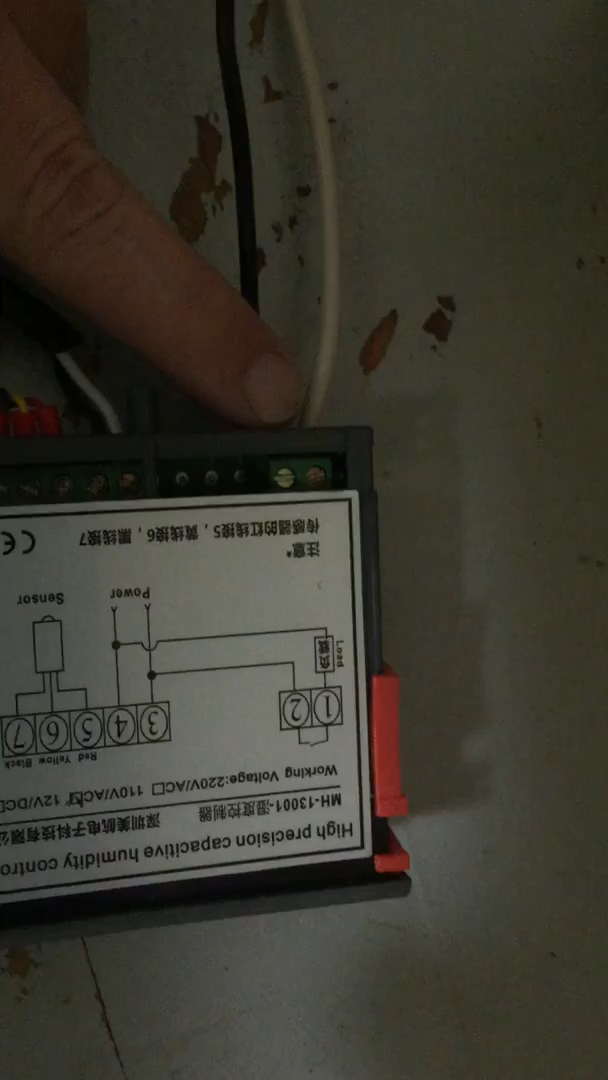 High precision capacitive humidity contro
MH-13001-湿度控制器 深圳美航电子科技有限公
Working Voltage:220V/AC□ 110V/AC☑ 12V/DC□
Red Yellow Black
1 2 3 4 5 6 7
Load
Power
Sensor
注意*
传感器的红线接5，黄线接6，黑线接7
CE